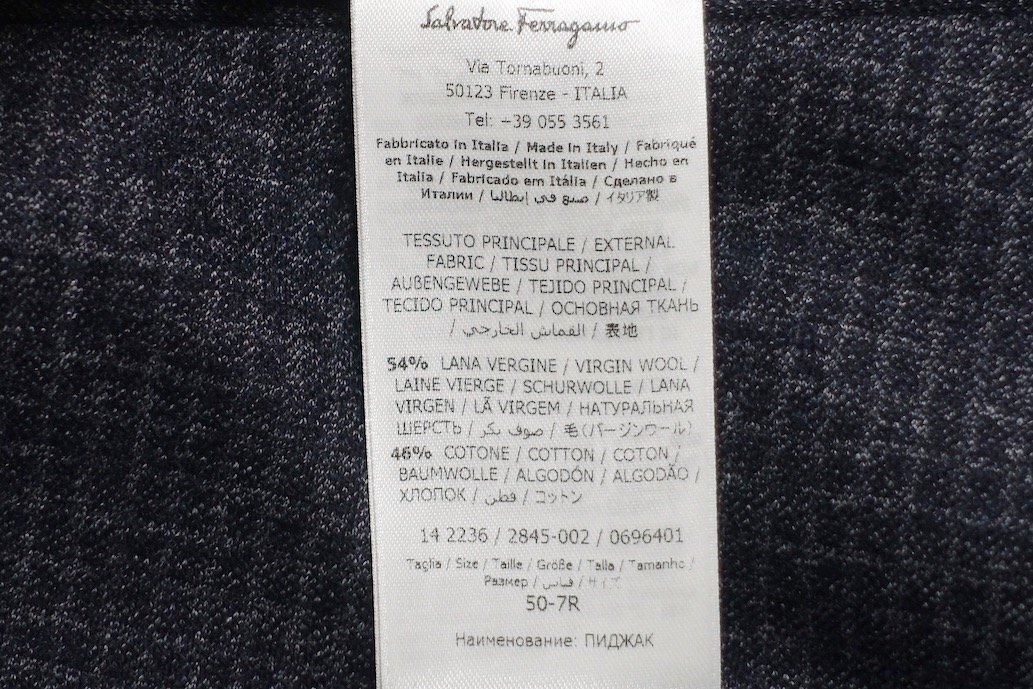 Salvatore Ferragamo
Via Tornabuoni, 2
50123 Firenze - ITALIA
Tel: +39 055 3561
Fabbricato in Italia / Made in Italy / Fabriqué
en Italie / Hergestellt in Italien / Hecho en
Italia / Fabricado em Itália / Сделано в
Италии / صنع في إيطاليا / イタリア製
TESSUTO PRINCIPALE / EXTERNAL
FABRIC / TISSU PRINCIPAL /
AUßENGEWEBE / TEJIDO PRINCIPAL /
TECIDO PRINCIPAL / ОСНОВНАЯ ТКАНЬ
/ القماش الخارجي / 表地
54% LANA VERGINE / VIRGIN WOOL /
LAINE VIERGE / SCHURWOLLE / LANA
VIRGEN / LÃ VIRGEM / НАТУРАЛЬНАЯ
ШЕРСТЬ / صوف بكر / 毛(バージンウール)
46% COTONE / COTTON / COTON /
BAUMWOLLE / ALGODÓN / ALGODÃO /
ХЛОПОК / قطن / コットン
14 2236 / 2845-002 / 0696401
Taglia / Size / Taille / Größe / Talla / Tamanho /
Размер / قياس / サイズ
50-7R
Наименование: ПИДЖАК